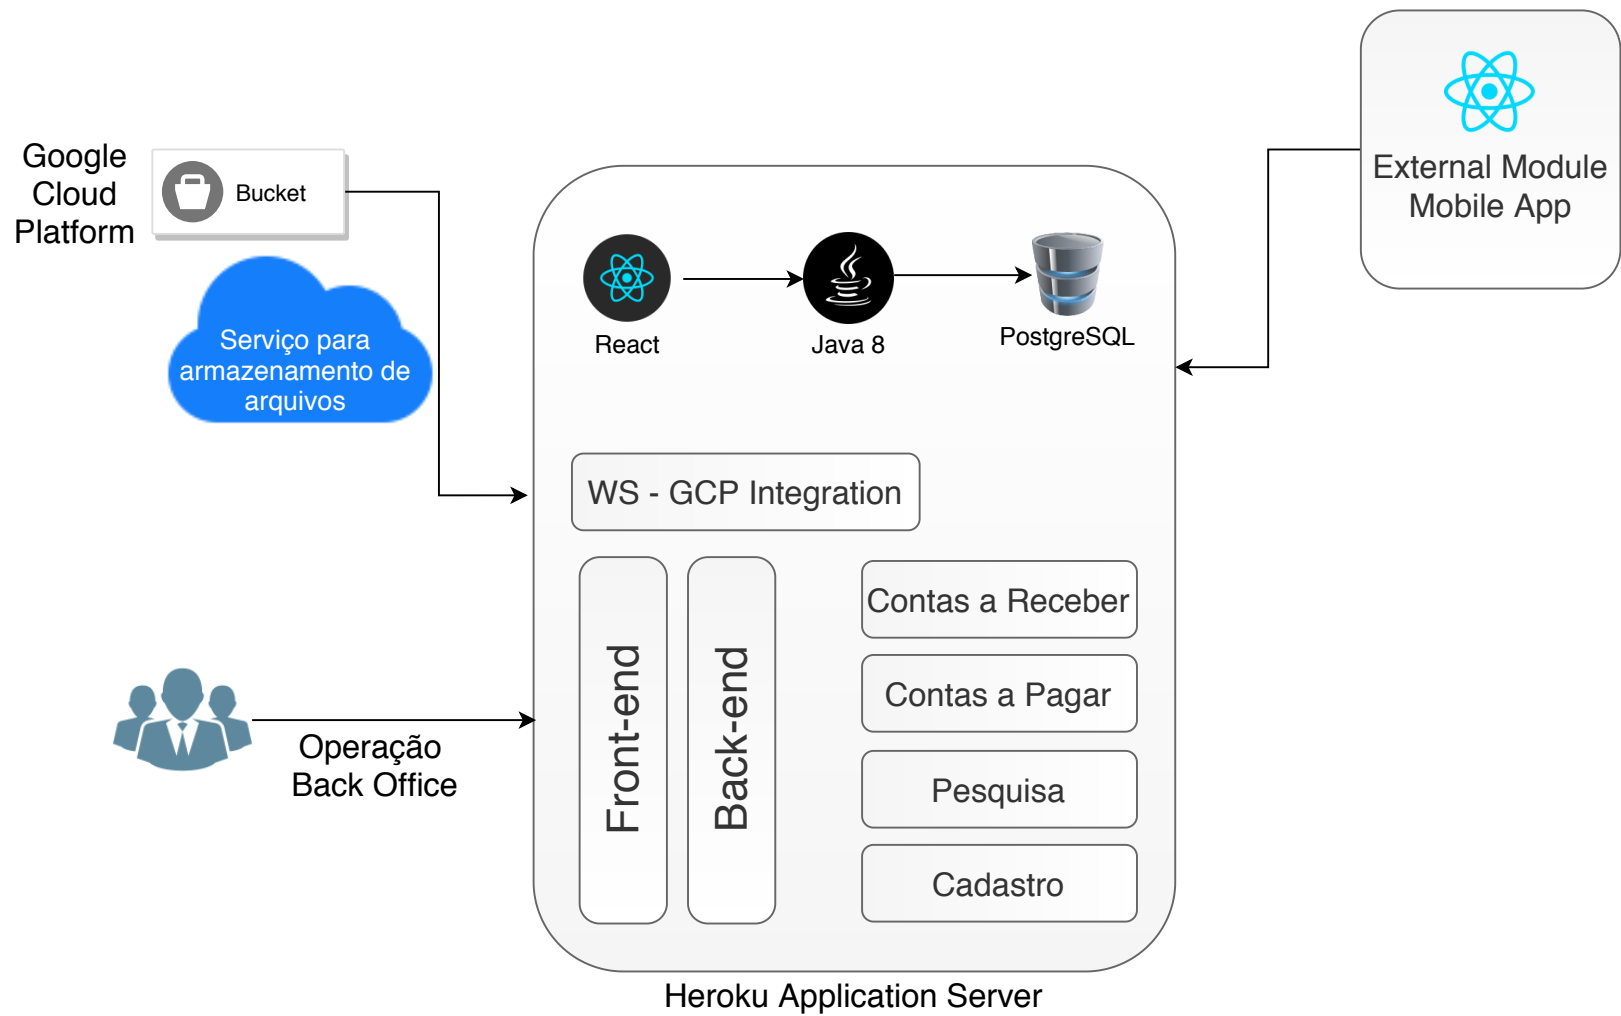 Google
Cloud
Platform
Bucket
Serviço para
armazenamento de
arquivos
External Module
Mobile App
React
Java 8
PostgreSQL
WS - GCP Integration
Front-end
Back-end
Contas a Receber
Contas a Pagar
Pesquisa
Cadastro
Operação
Back Office
Heroku Application Server